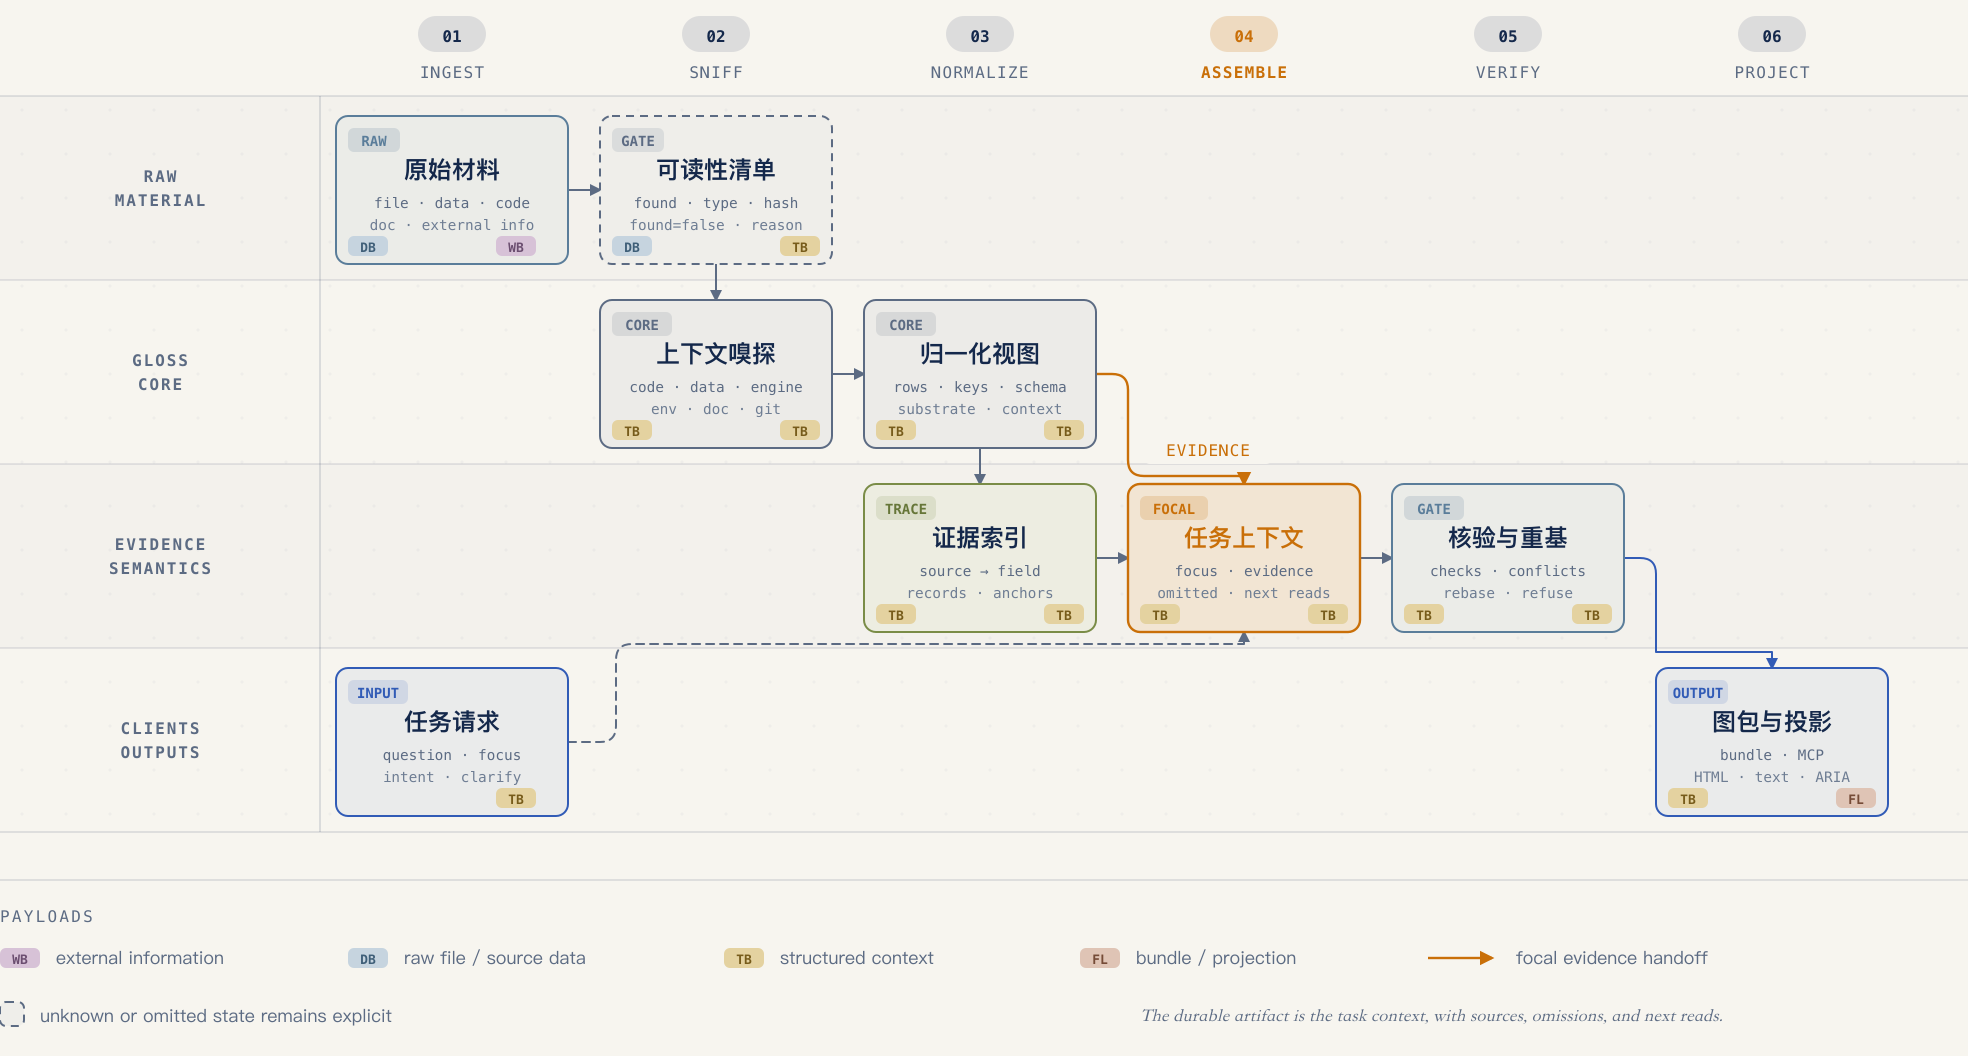 01
02
03
04
05
06
INGEST
SNIFF
NORMALIZE
ASSEMBLE
VERIFY
PROJECT
RAW
MATERIAL
RAW
原始材料
file · data · code
doc · external info
DB
WB
GATE
可读性清单
found · type · hash
found=false · reason
DB
TB
GLOSS
CORE
CORE
上下文嗅探
code · data · engine
env · doc · git
TB
TB
CORE
归一化视图
rows · keys · schema
substrate · context
TB
TB
EVIDENCE
EVIDENCE
SEMANTICS
TRACE
证据索引
source → field
records · anchors
TB
TB
FOCAL
任务上下文
focus · evidence
omitted · next reads
TB
TB
GATE
核验与重基
checks · conflicts
rebase · refuse
TB
TB
CLIENTS
OUTPUTS
INPUT
任务请求
question · focus
intent · clarify
TB
OUTPUT
图包与投影
bundle · MCP
HTML · text · ARIA
TB
FL
PAYLOADS
WB external information
DB raw file / source data
TB structured context
FL bundle / projection
focal evidence handoff
unknown or omitted state remains explicit
The durable artifact is the task context, with sources, omissions, and next reads.